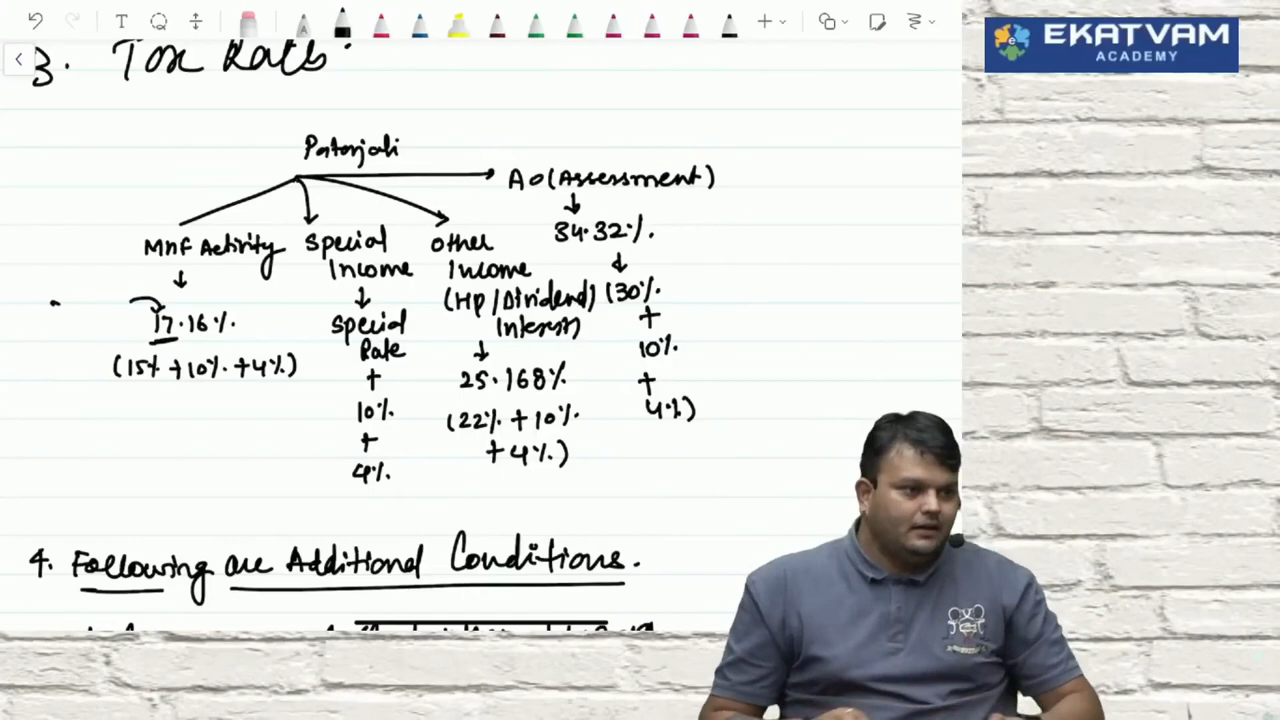 EKATVAM
ACADEMY
3. Tax Rates.
Patanjali
AO (Assessment)
34.32%.
(30%.
+
10%.
+
4%)
Mnf Activity
17.16%.
(15% + 10%. + 4%)
Special
Income
Special
Rate
+
10%.
+
4%.
Other
Income
(HP/Dividend)
Interest
25.168%
(22% + 10%.
+ 4%.)
4. Following are Additional Conditions.